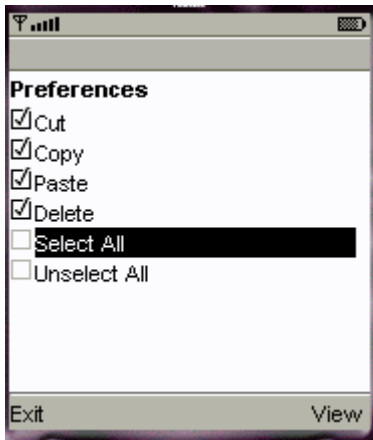 Preferences
Cut
Copy
Paste
Delete
Select All
Unselect All
Exit View